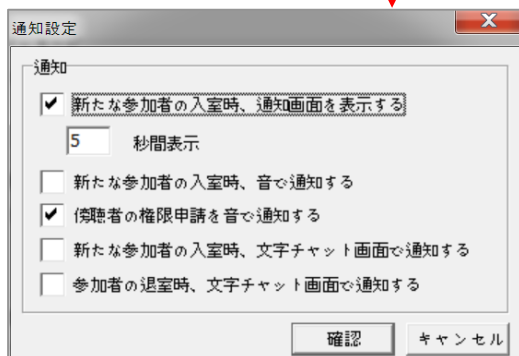 通知設定
通知
新たな参加者の入室時、通知画面を表示する
5 秒間表示
新たな参加者の入室時、音で通知する
傍聴者の権限申請を音で通知する
新たな参加者の入室時、文字チャット画面で通知する
参加者の退室時、文字チャット画面で通知する
確認 キャンセル